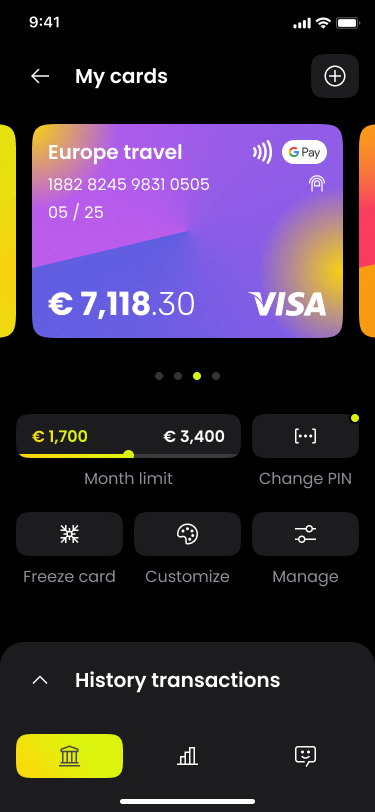 9:41
My cards
Europe travel
G Pay
1882 8245 9831 0505
05 / 25
€ 7,118.30
VISA
€ 1,700
€ 3,400
Month limit
Change PIN
Freeze card
Customize
Manage
History transactions